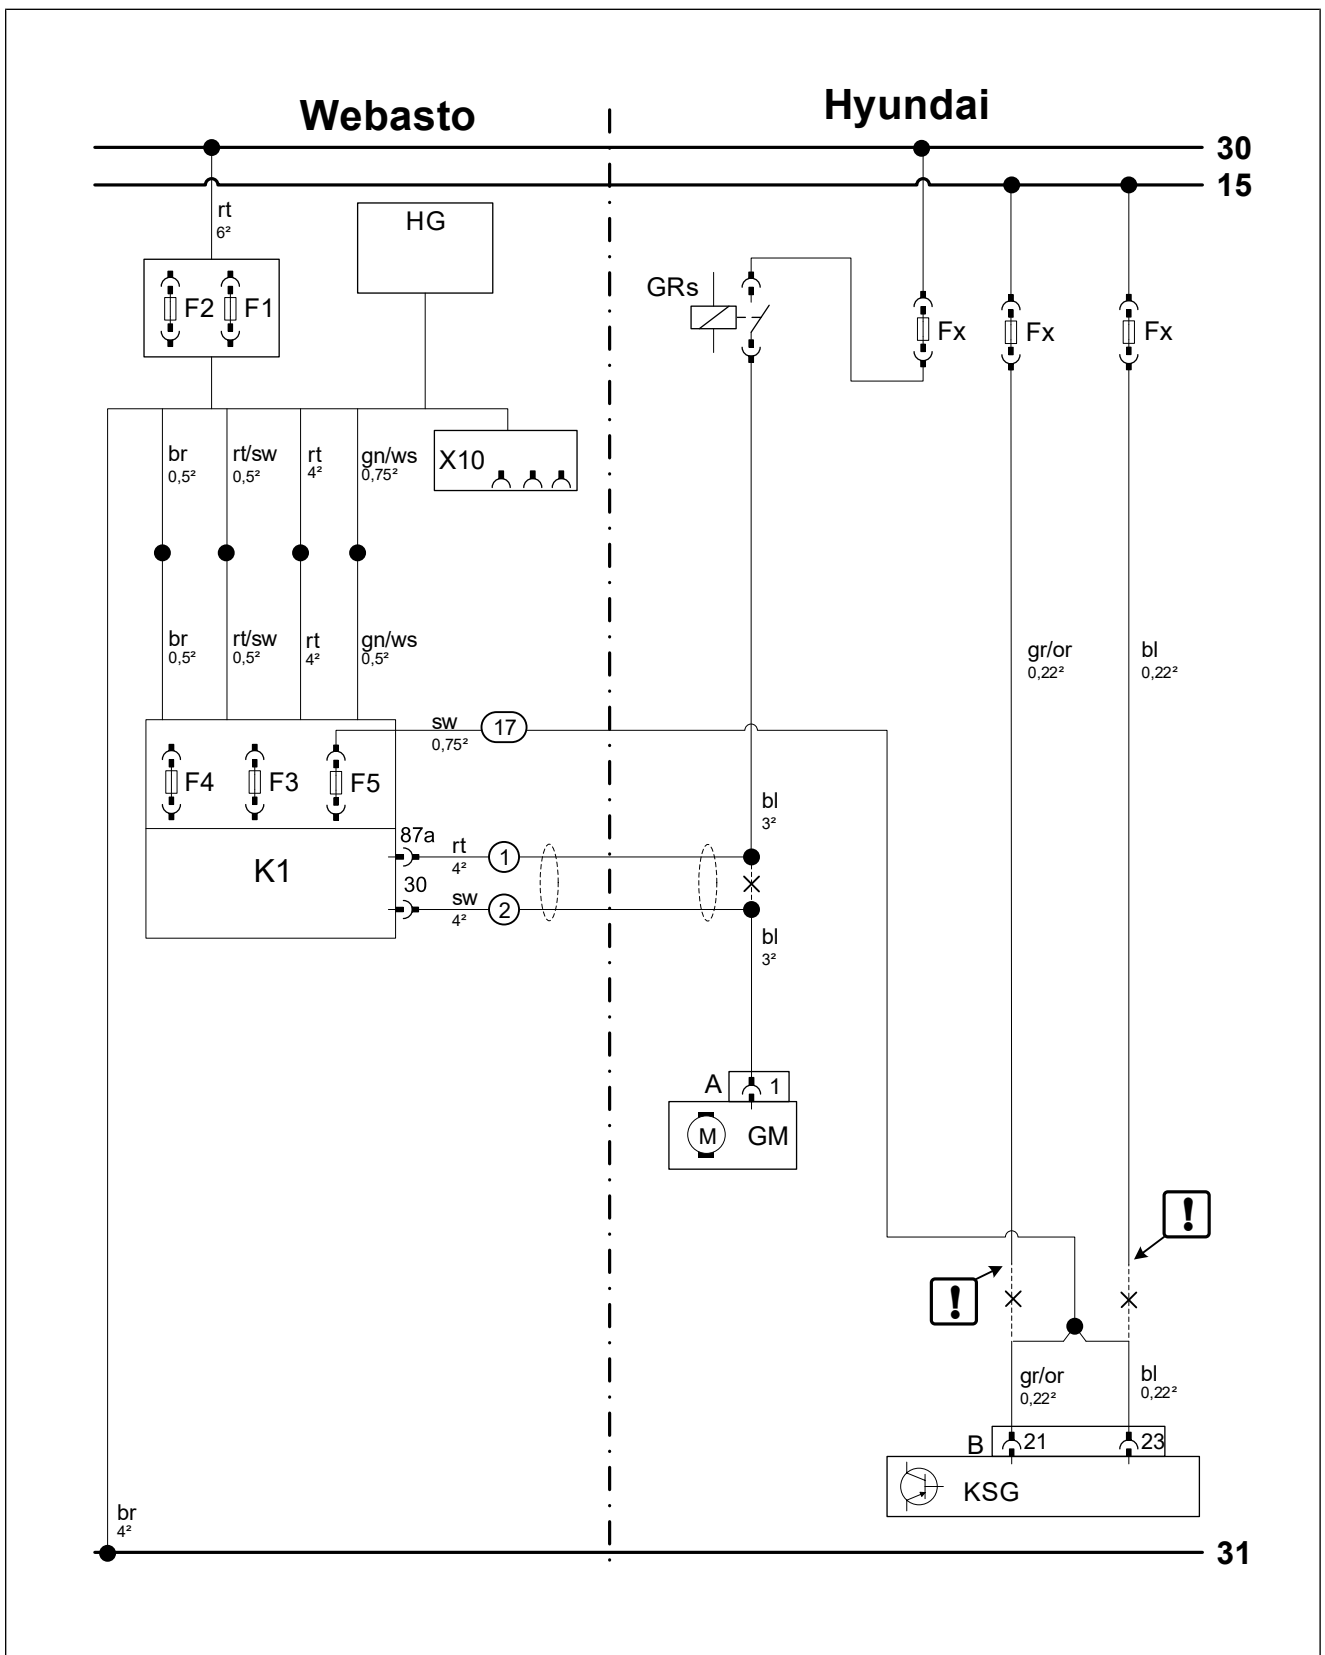 Webasto
Hyundai
30
15
rt
6²
HG
F2
F1
GRs
Fx
Fx
Fx
br
0,5²
rt/sw
0,5²
rt
4²
gn/ws
0,75²
X10
br
0,5²
rt/sw
0,5²
rt
4²
gn/ws
0,5²
gr/or
0,22²
bl
0,22²
sw
0,75²
17
F4
F3
F5
bl
3²
87a
rt
4²
1
K1
30
sw
4²
2
bl
3²
A
1
M
GM
!
!
gr/or
0,22²
bl
0,22²
B
21
23
KSG
br
4²
31